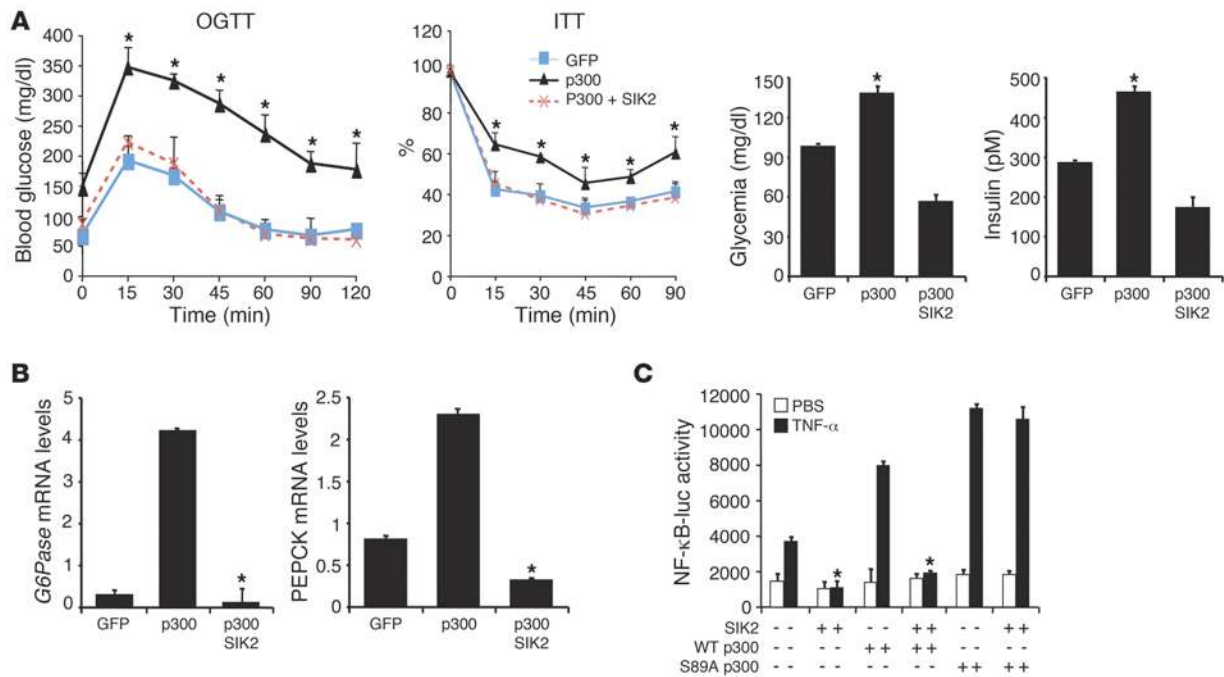 A
OGTT
Blood glucose (mg/dl)
400
350
300
250
200
150
100
50
0
* * * * * * *
0 15 30 45 60 90 120
Time (min)
ITT
%
120
100
80
60
40
20
0
* * * * *
GFP
p300
P300 + SIK2
0 15 30 45 60 90
Time (min)
Glycemia (mg/dl)
150
120
90
60
30
0
*
GFP p300 p300
SIK2
Insulin (pM)
500
400
300
200
100
0
*
GFP p300 p300
SIK2
B
G6Pase mRNA levels
5
4
3
2
1
0
*
GFP p300 p300
SIK2
PEPCK mRNA levels
2.5
2
1.5
1
0.5
0
*
GFP p300 p300
SIK2
C
NF-κB-luc activity
12000
10000
8000
6000
4000
2000
0
PBS
TNF-α
* *
SIK2 - - + + - - + + - - + +
WT p300 - - - - + + + + - - - -
S89A p300 - - - - - - - - + + + +